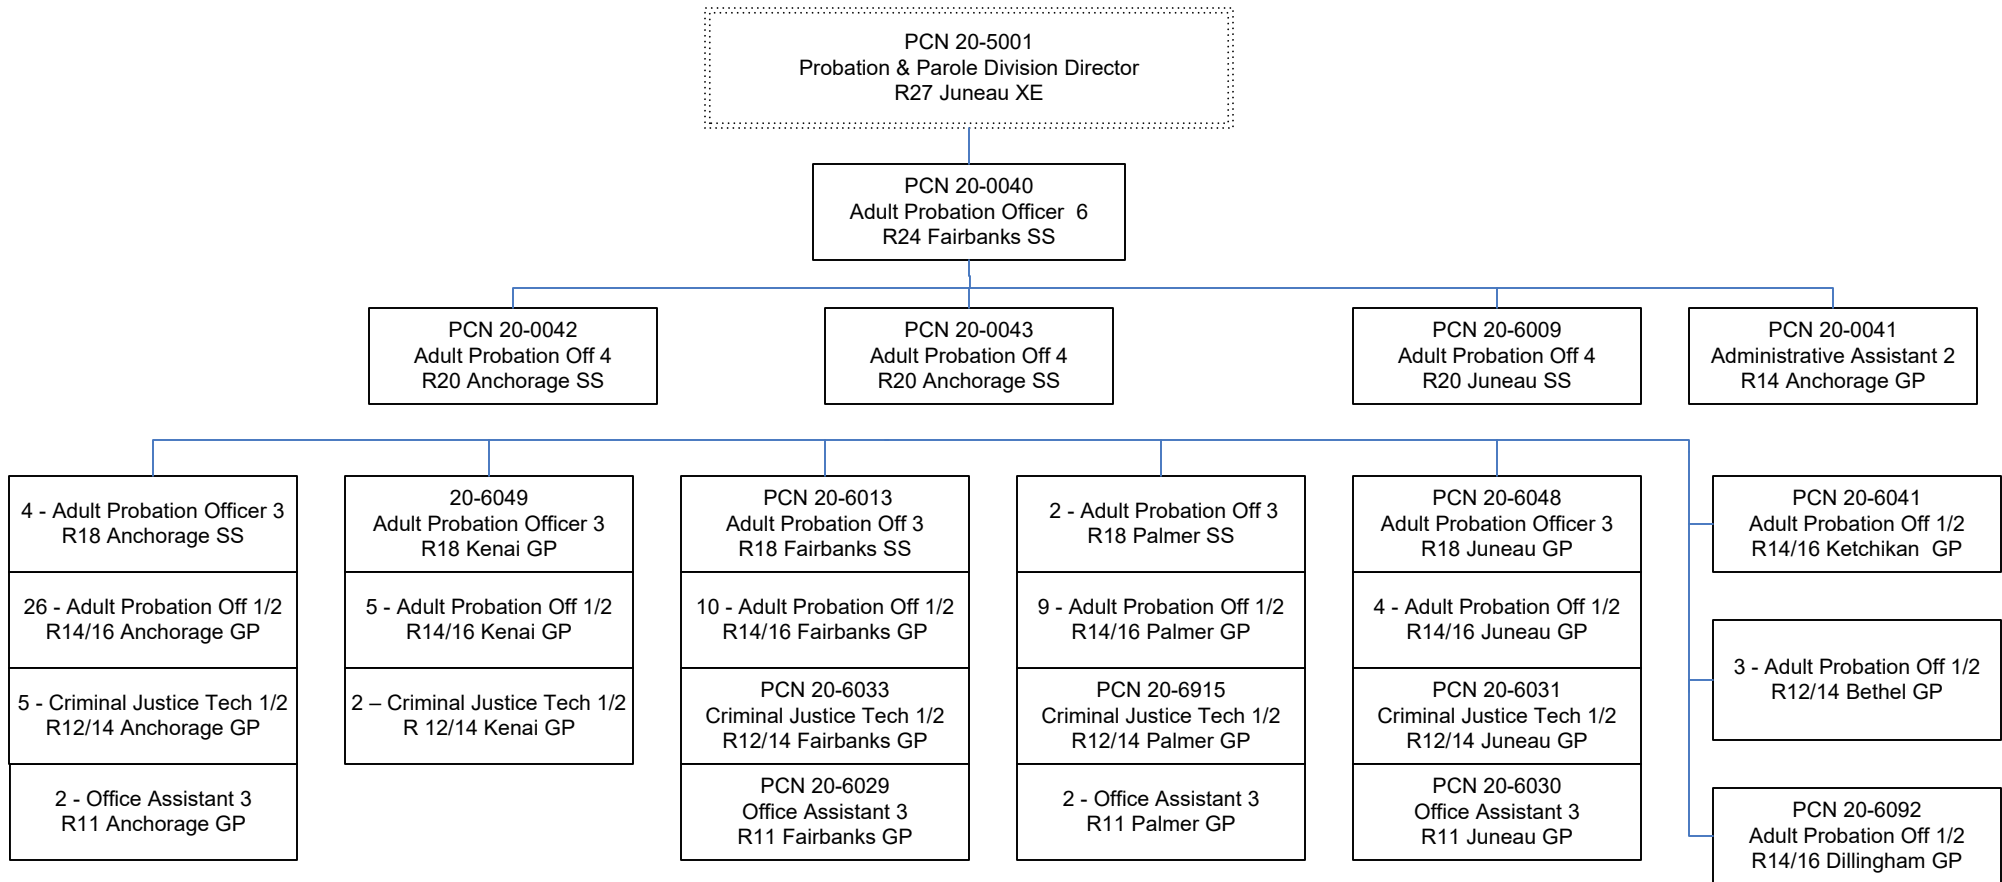 PCN 20-5001
Probation & Parole Division Director
R27 Juneau XE
PCN 20-0040
Adult Probation Officer  6
R24 Fairbanks SS
PCN 20-0042
Adult Probation Off 4
R20 Anchorage SS
PCN 20-0043
Adult Probation Off 4
R20 Anchorage SS
PCN 20-6009
Adult Probation Off 4
R20 Juneau SS
PCN 20-0041
Administrative Assistant 2
R14 Anchorage GP
4 - Adult Probation Officer 3
R18 Anchorage SS
26 - Adult Probation Off 1/2
R14/16 Anchorage GP
5 - Criminal Justice Tech 1/2
R12/14 Anchorage GP
2 - Office Assistant 3
R11 Anchorage GP
20-6049
Adult Probation Officer 3
R18 Kenai GP
5 - Adult Probation Off 1/2
R14/16 Kenai GP
2 – Criminal Justice Tech 1/2
R 12/14 Kenai GP
PCN 20-6013
Adult Probation Off 3
R18 Fairbanks SS
10 - Adult Probation Off 1/2
R14/16 Fairbanks GP
PCN 20-6033
Criminal Justice Tech 1/2
R12/14 Fairbanks GP
PCN 20-6029
Office Assistant 3
R11 Fairbanks GP
2 - Adult Probation Off 3
R18 Palmer SS
9 - Adult Probation Off 1/2
R14/16 Palmer GP
PCN 20-6915
Criminal Justice Tech 1/2
R12/14 Palmer GP
2 - Office Assistant 3
R11 Palmer GP
PCN 20-6048
Adult Probation Officer 3
R18 Juneau GP
4 - Adult Probation Off 1/2
R14/16 Juneau GP
PCN 20-6031
Criminal Justice Tech 1/2
R12/14 Juneau GP
PCN 20-6030
Office Assistant 3
R11 Juneau GP
PCN 20-6041
Adult Probation Off 1/2
R14/16 Ketchikan  GP
3 - Adult Probation Off 1/2
R12/14 Bethel GP
PCN 20-6092
Adult Probation Off 1/2
R14/16 Dillingham GP